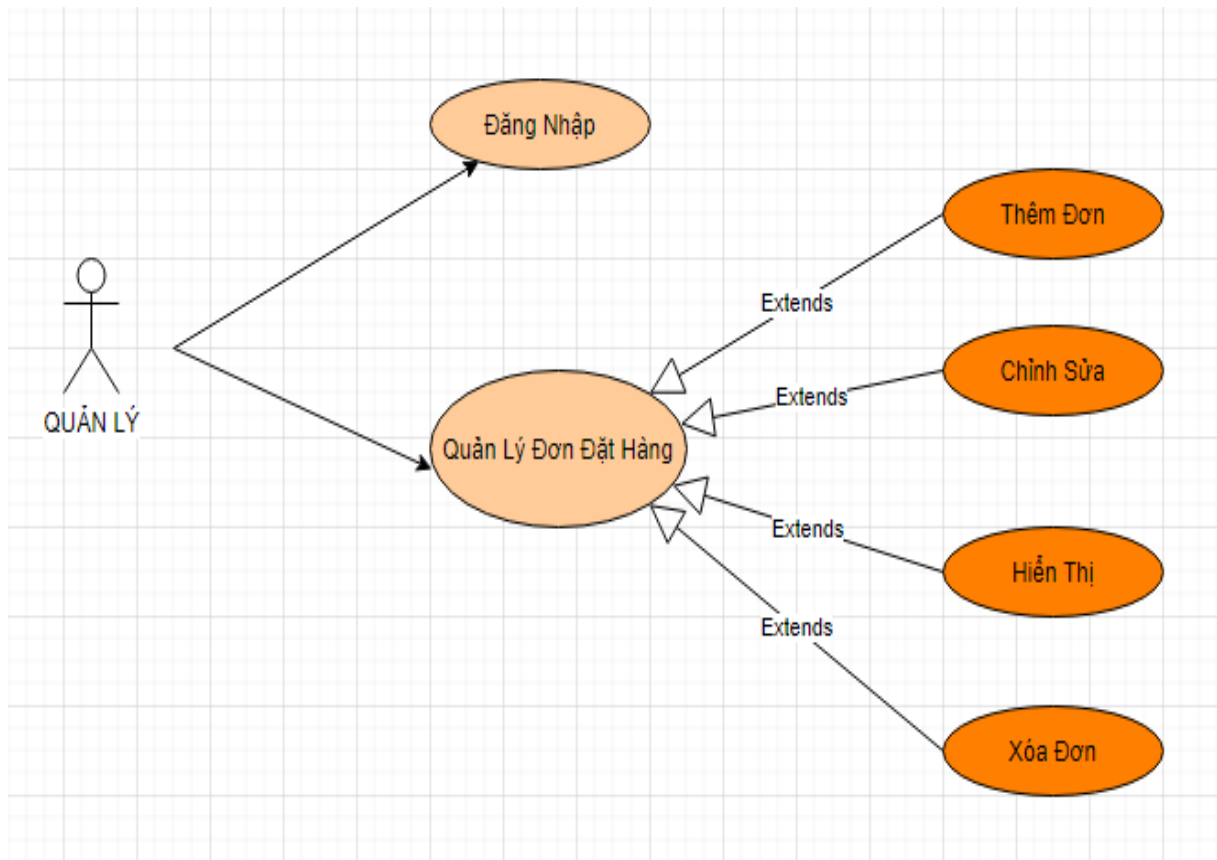 Đăng Nhập
Thêm Đơn
Extends
Chỉnh Sửa
Extends
QUẢN LÝ
Quản Lý Đơn Đặt Hàng
Extends
Hiển Thị
Extends
Xóa Đơn